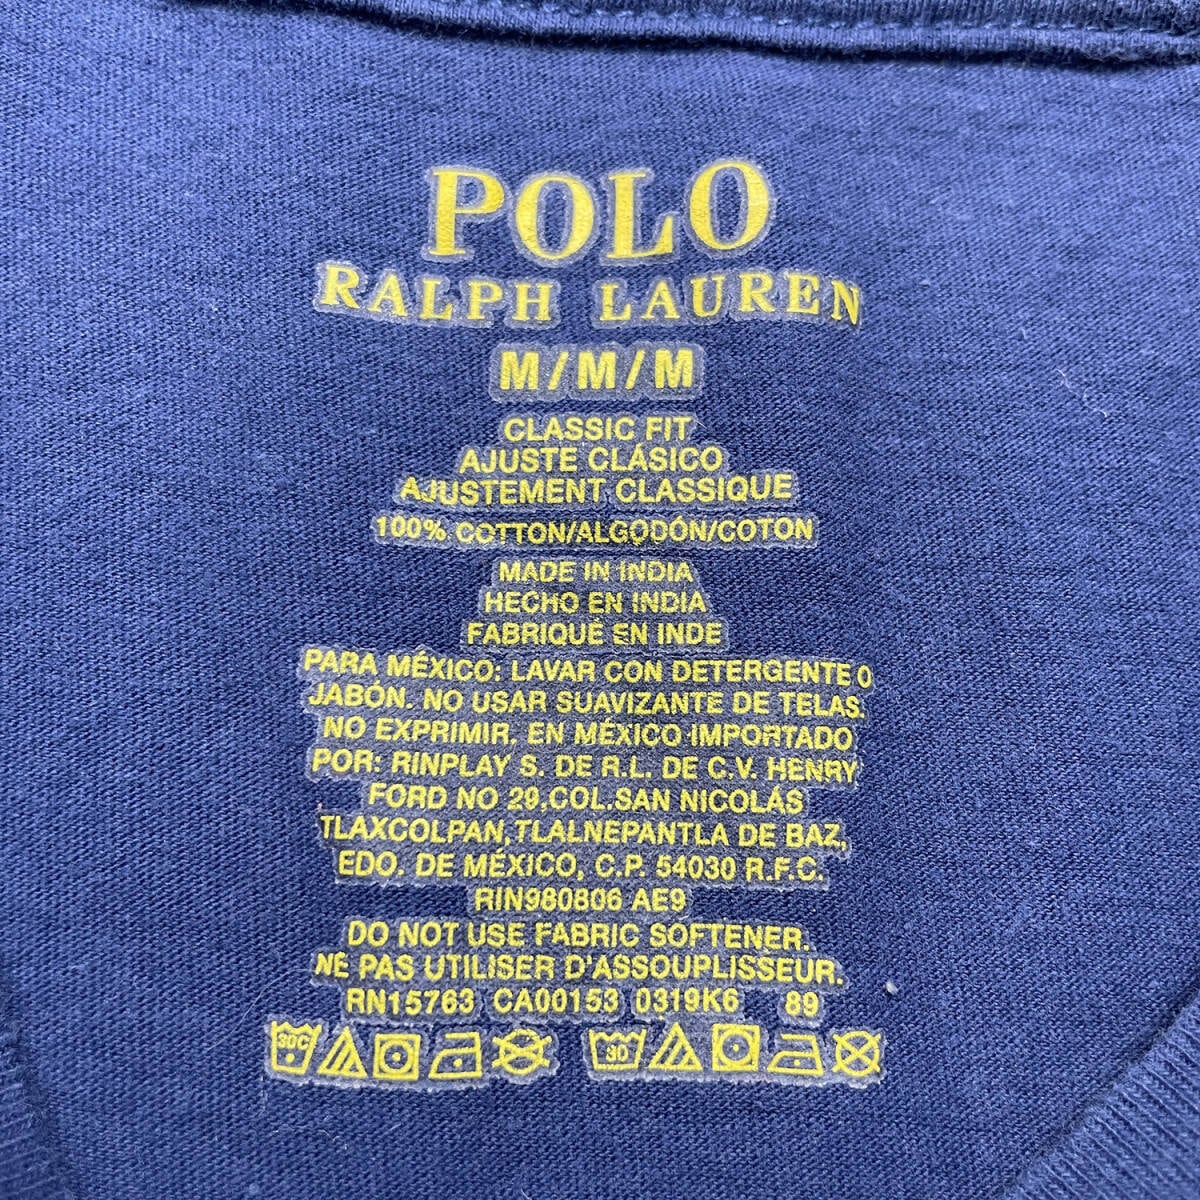 POLO
RALPH LAUREN
M/M/M
CLASSIC FIT
AJUSTE CLÁSICO
AJUSTEMENT CLASSIQUE
100% COTTON/ALGODÓN/COTON
MADE IN INDIA
HECHO EN INDIA
FABRIQUÉ EN INDE
PARA MÉXICO: LAVAR CON DETERGENTE O
JABÓN. NO USAR SUAVIZANTE DE TELAS.
NO EXPRIMIR. EN MÉXICO IMPORTADO
POR: RINPLAY S. DE R.L. DE C.V. HENRY
FORD NO 29.COL.SAN NICOLÁS
TLAXCOLPAN,TLALNEPANTLA DE BAZ,
EDO. DE MÉXICO, C.P. 54030 R.F.C.
RIN980806 AE9
DO NOT USE FABRIC SOFTENER.
NE PAS UTILISER D'ASSOUPLISSEUR.
RN15763 CA00153 0319K6 89
30C 30